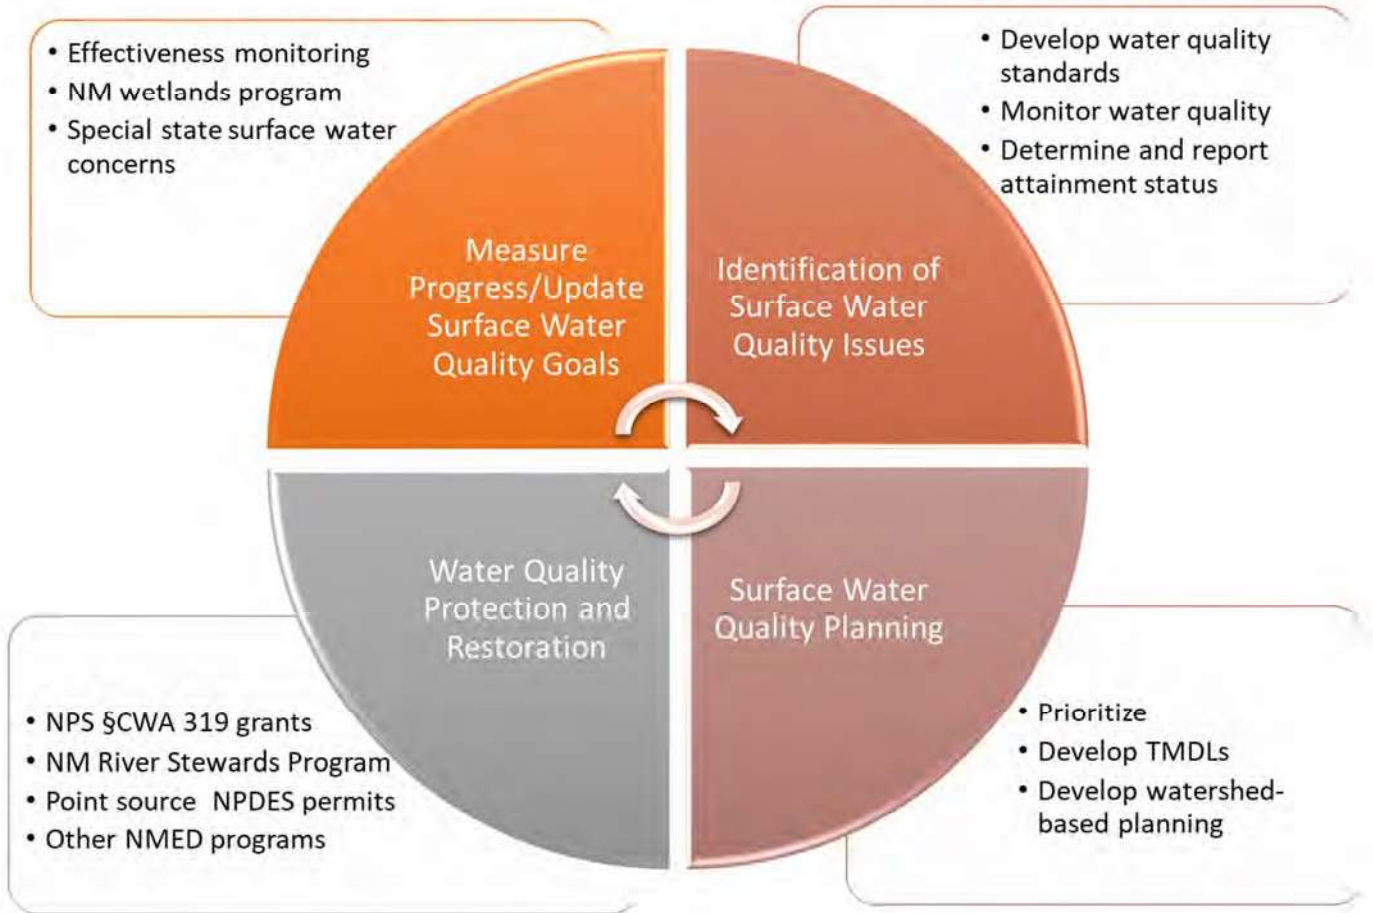 • Effectiveness monitoring
• NM wetlands program
• Special state surface water
concerns
• Develop water quality
standards
• Monitor water quality
• Determine and report
attainment status
Measure
Progress/Update
Surface Water
Quality Goals
Identification of
Surface Water
Quality Issues
Water Quality
Protection and
Restoration
Surface Water
Quality Planning
• NPS §CWA 319 grants
• NM River Stewards Program
• Point source  NPDES permits
• Other NMED programs
• Prioritize
• Develop TMDLs
• Develop watershed-
based planning